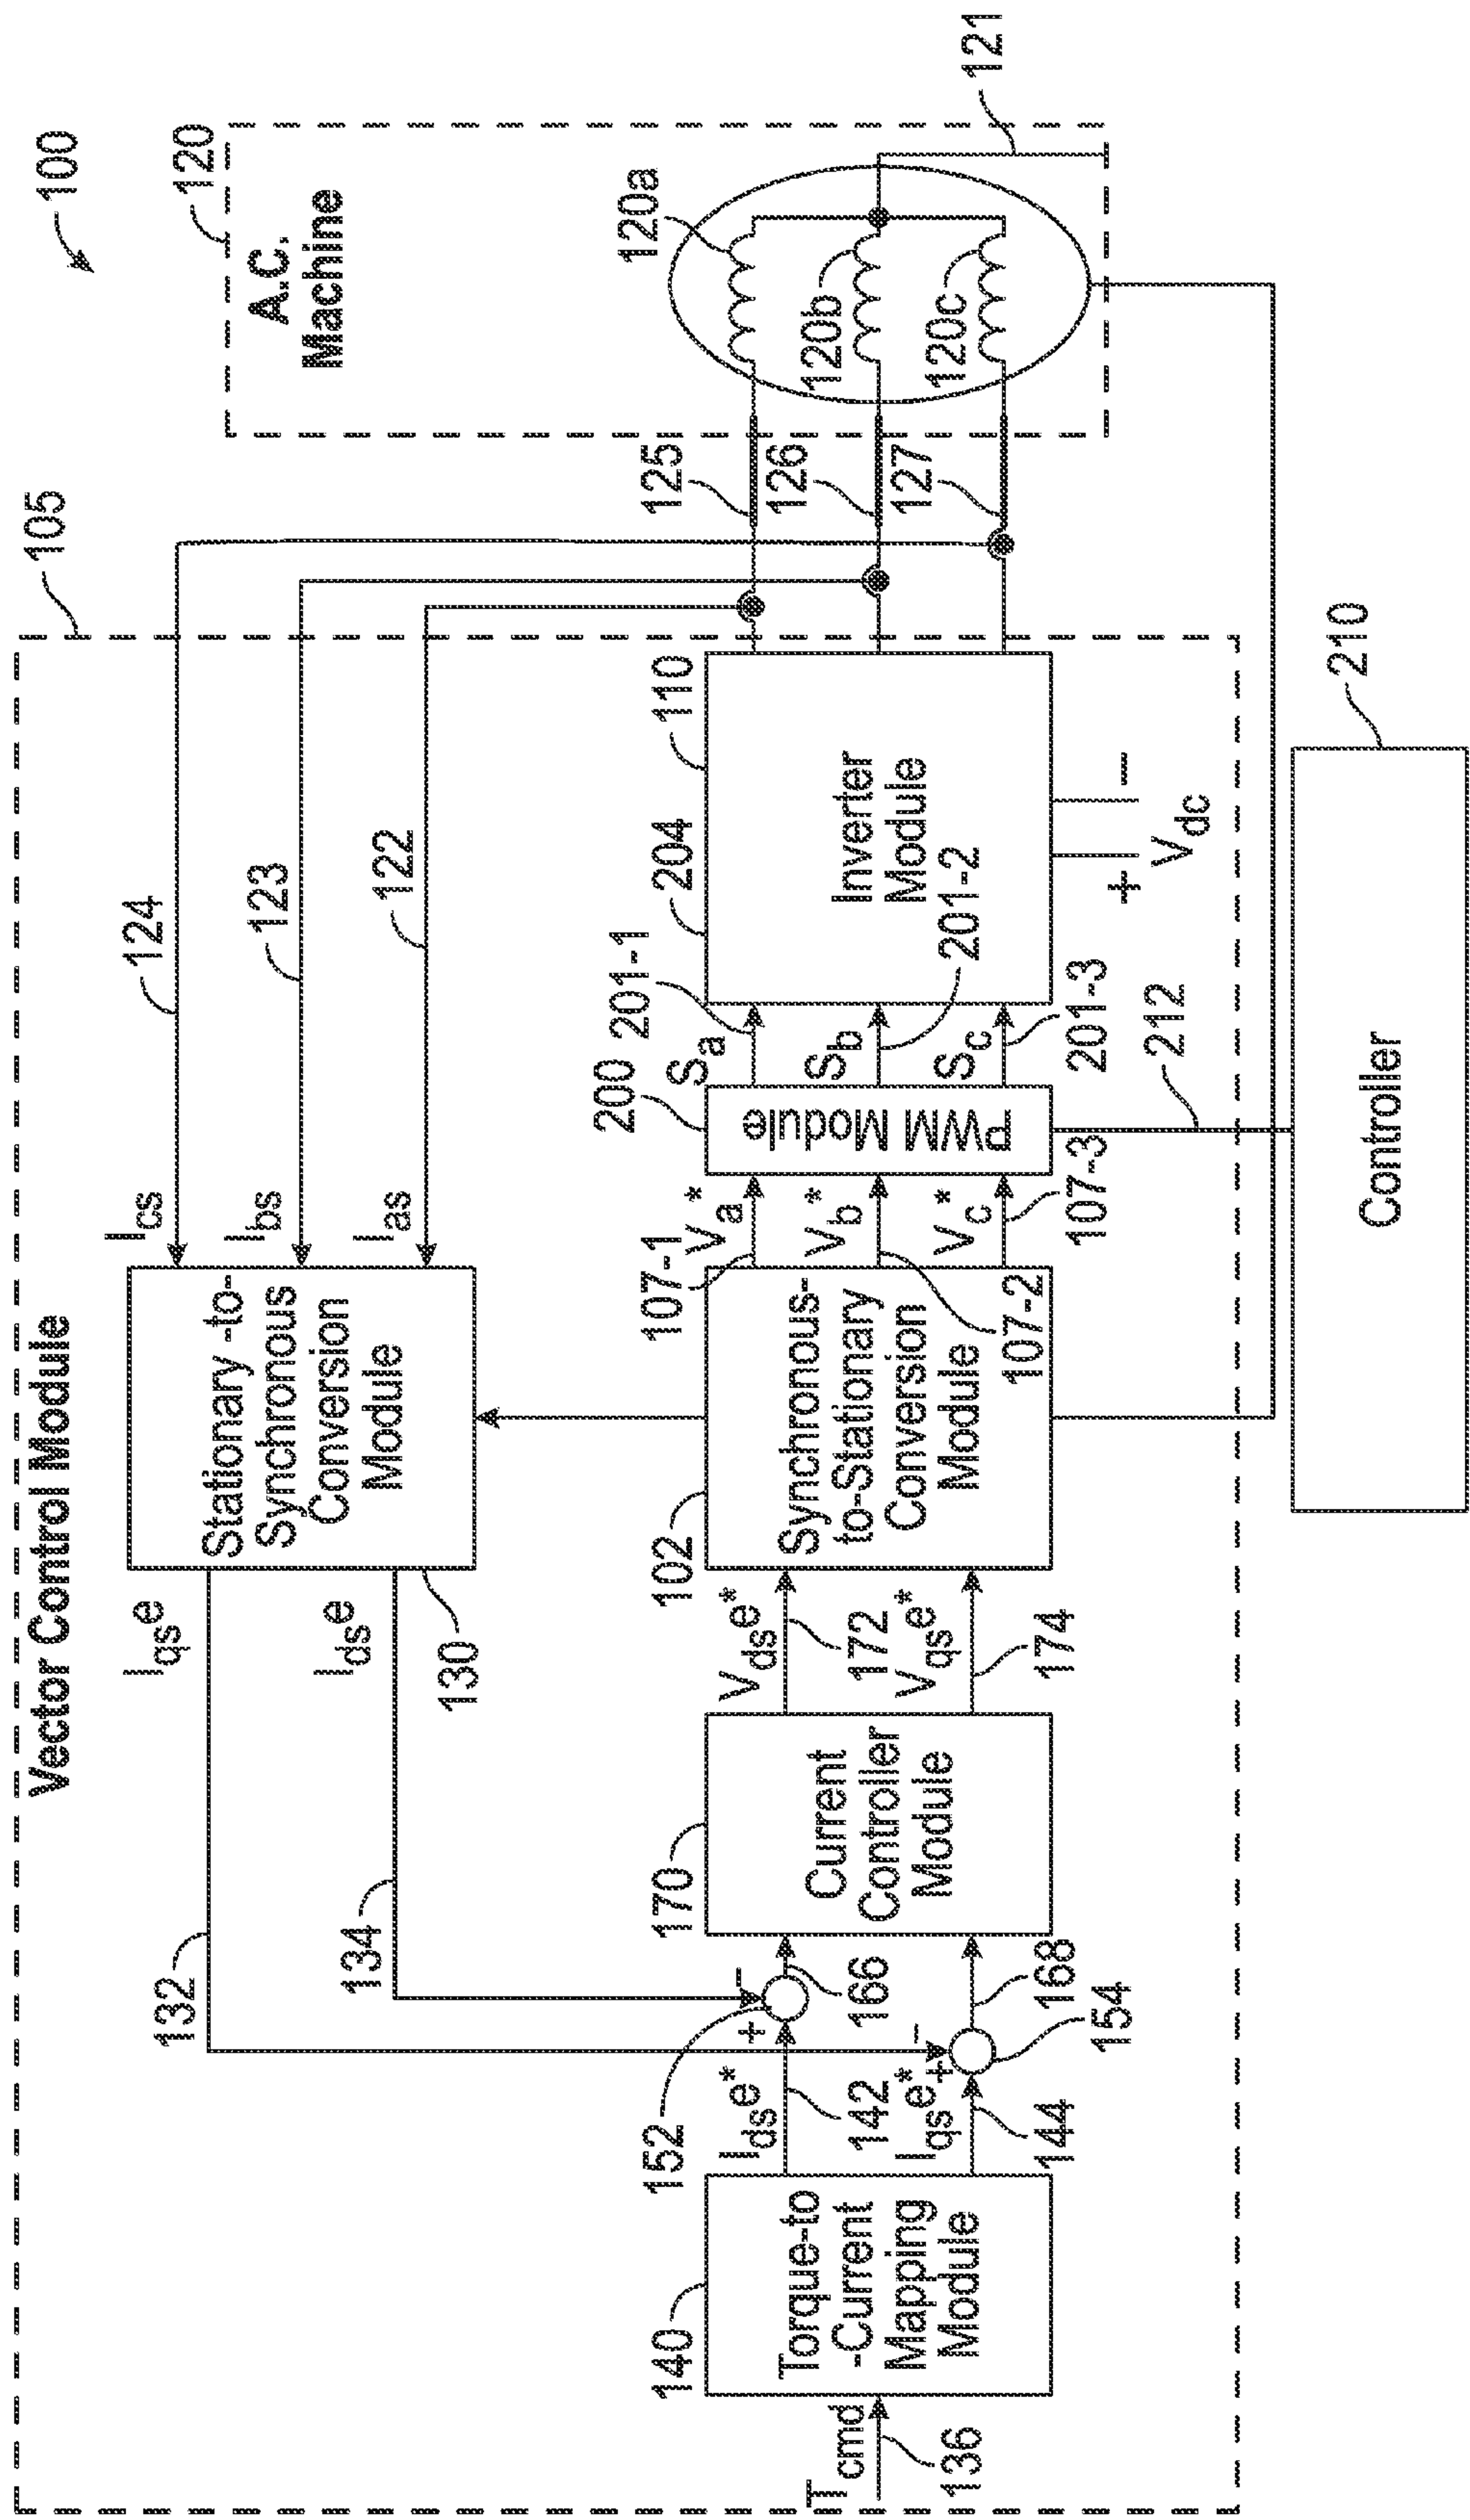 100
Vector Control Module
105
120
A.C.
Machine
124
123
122
Ics
Ibs
Ias
Stationary -to-
Synchronous
Conversion
Module
130
Iqse
Idse
132
134
Tcmd
136
140
Torque-to
-Current
Mapping
Module
Idse*
142
Iqse*
144
152
+
-
+
-
154
166
168
170
Current
Controller
Module
Vdse*
172
Vqse*
174
102
Synchronous-
to-Stationary
Conversion
Module
107-1
Va*
Vb*
107-2
Vc*
107-3
200
PWM Module
Sa
201-1
Sb
201-2
Sc
201-3
204
110
Inverter
Module
+
Vdc
-
125
126
127
120a
120b
120c
121
212
210
Controller